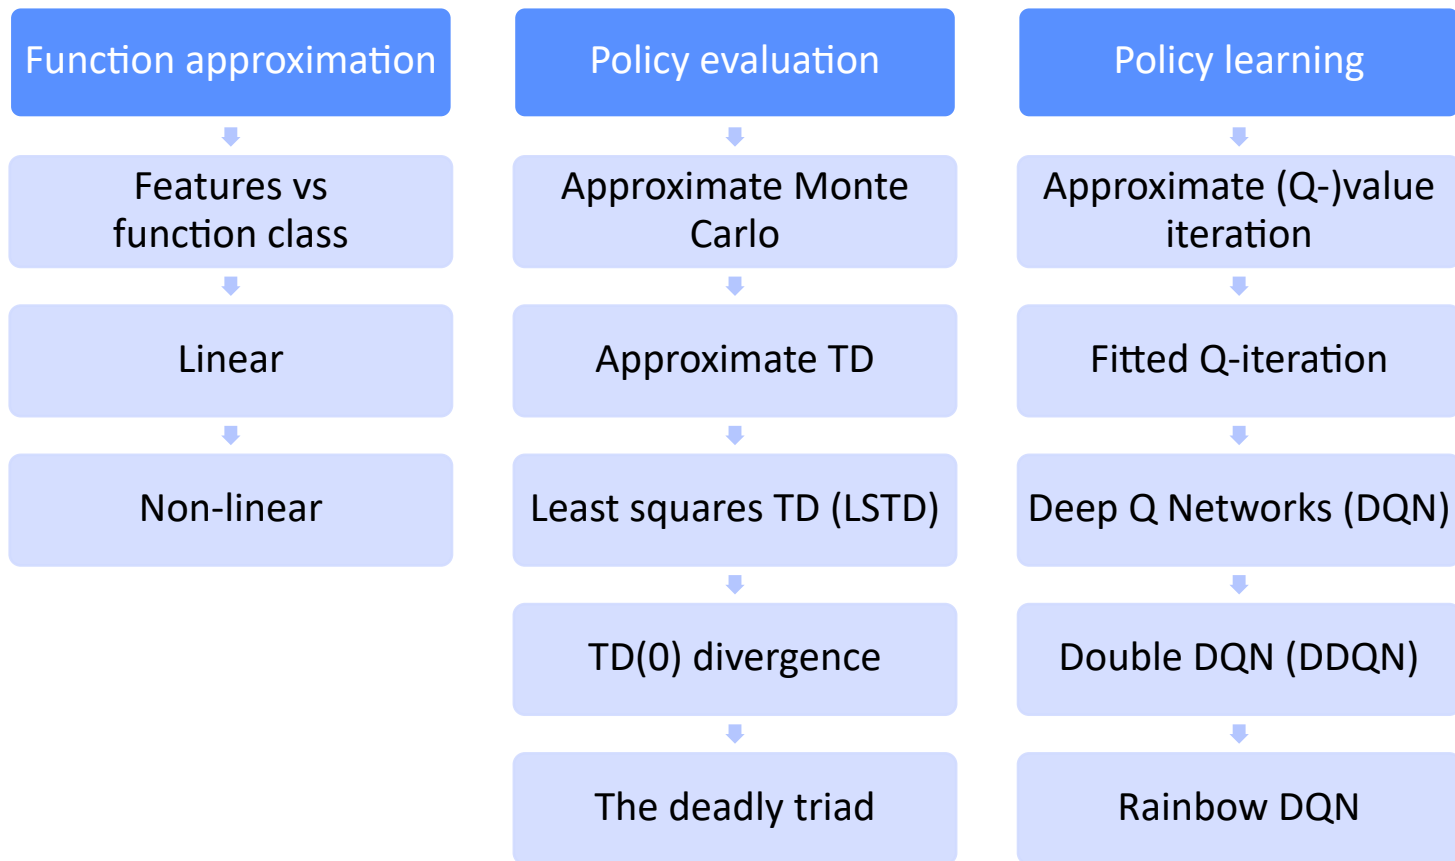 Function approximation
Features vs
function class
Linear
Non-linear
Policy evaluation
Approximate Monte
Carlo
Approximate TD
Least squares TD (LSTD)
TD(0) divergence
The deadly triad
Policy learning
Approximate (Q-)value
iteration
Fitted Q-iteration
Deep Q Networks (DQN)
Double DQN (DDQN)
Rainbow DQN